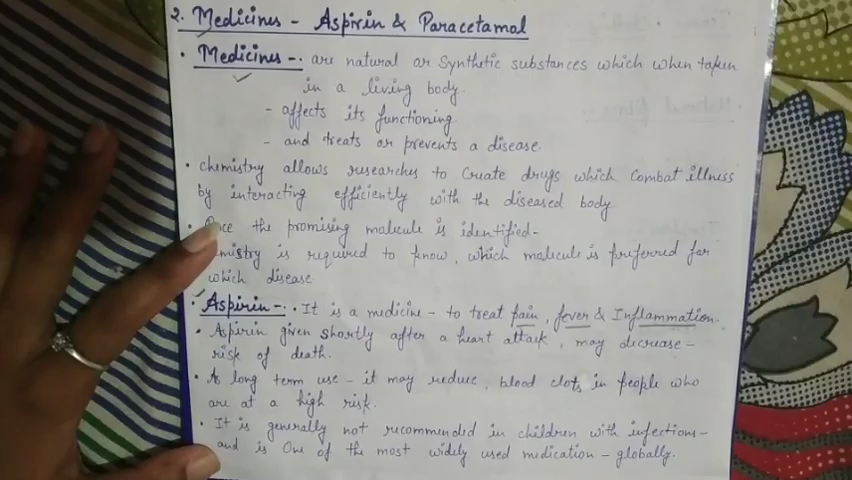 2. Medicines - Aspirin & Paracetamol
• Medicines -. are natural or Synthetic substances which when taken
in a living body.
- affects its functioning
- and treats or prevents a disease.
• chemistry allows researches to Create drugs which Combat illness
by interacting efficiently with the diseased body
• Once the promising molecule is identified -
mistry is required to know, which molecule is preferred for
which disease
• Aspirin -. • It is a medicine - to treat pain, fever & Inflammation.
• Aspirin given shortly after a heart attack, may decrease -
risk of death.
• A long term use - it may reduce, blood clots in people who
are at a high risk.
• It is generally not recommended in children with infections -
and is One of the most widely used medication - globally.